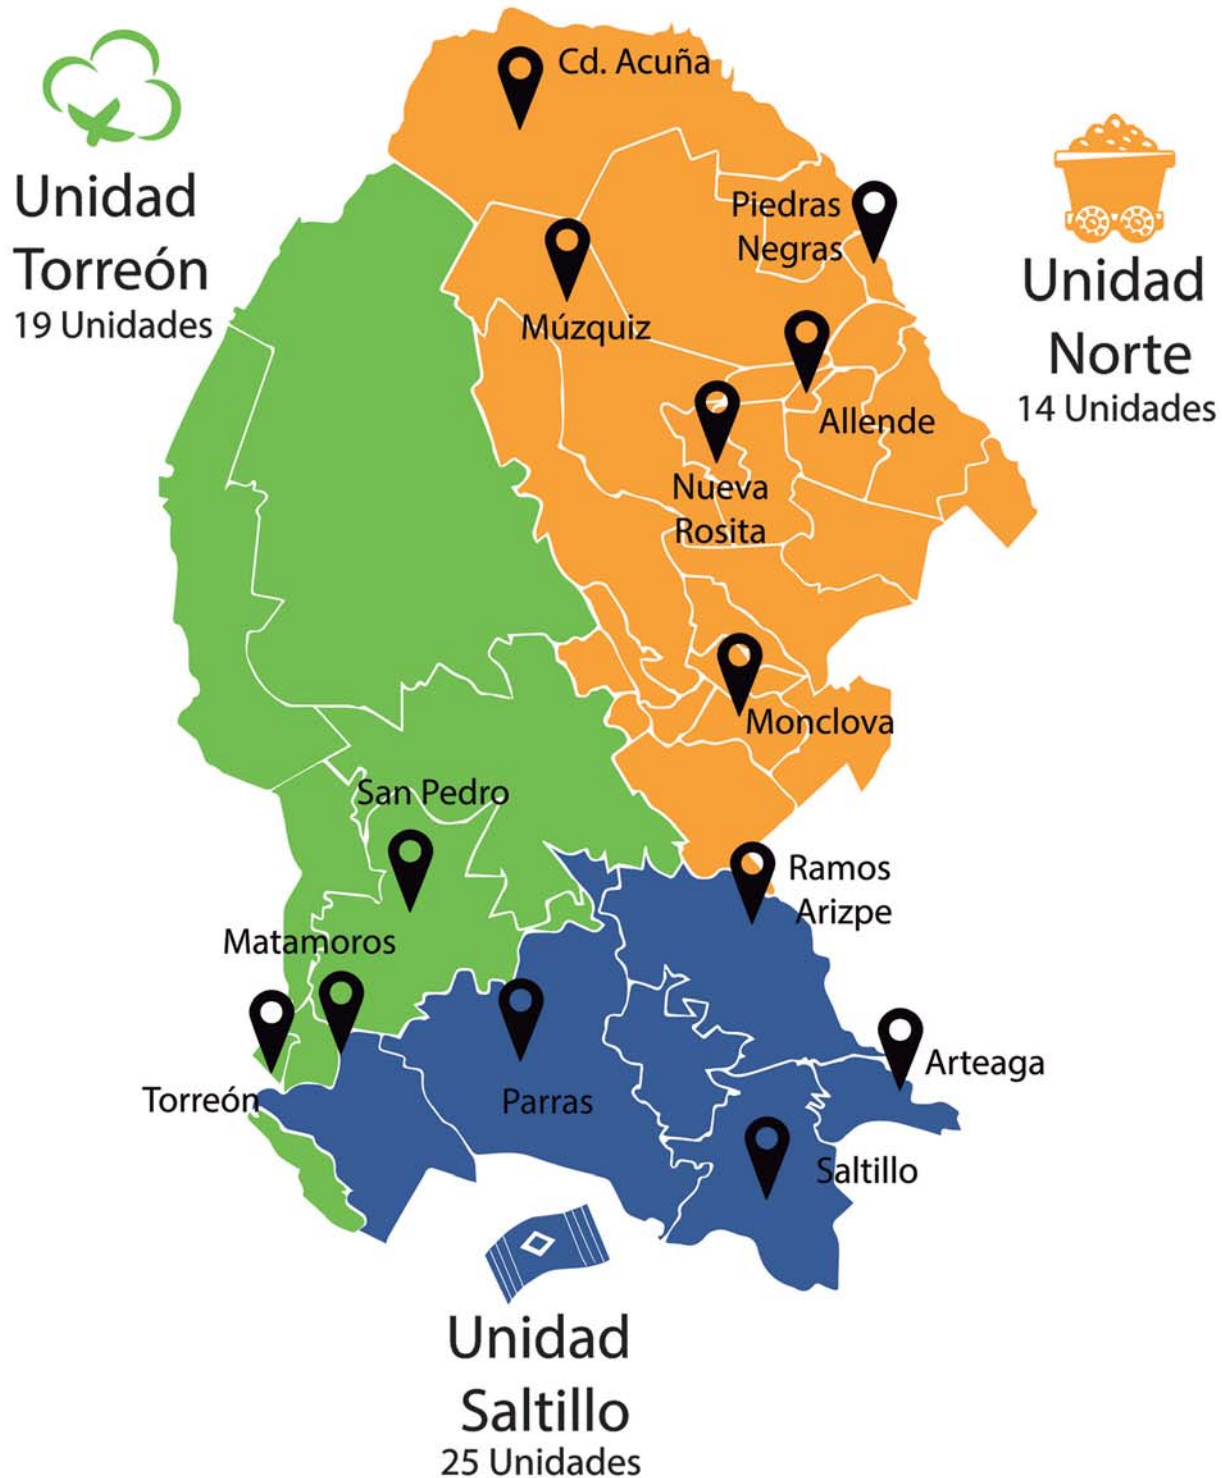 Cd. Acuña
Unidad
Torreón
19 Unidades
Piedras
Negras
Unidad
Norte
14 Unidades
Múzquiz
Allende
Nueva
Rosita
Monclova
San Pedro
Ramos
Arizpe
Matamoros
Arteaga
Torreón
Parras
Saltillo
Unidad
Saltillo
25 Unidades